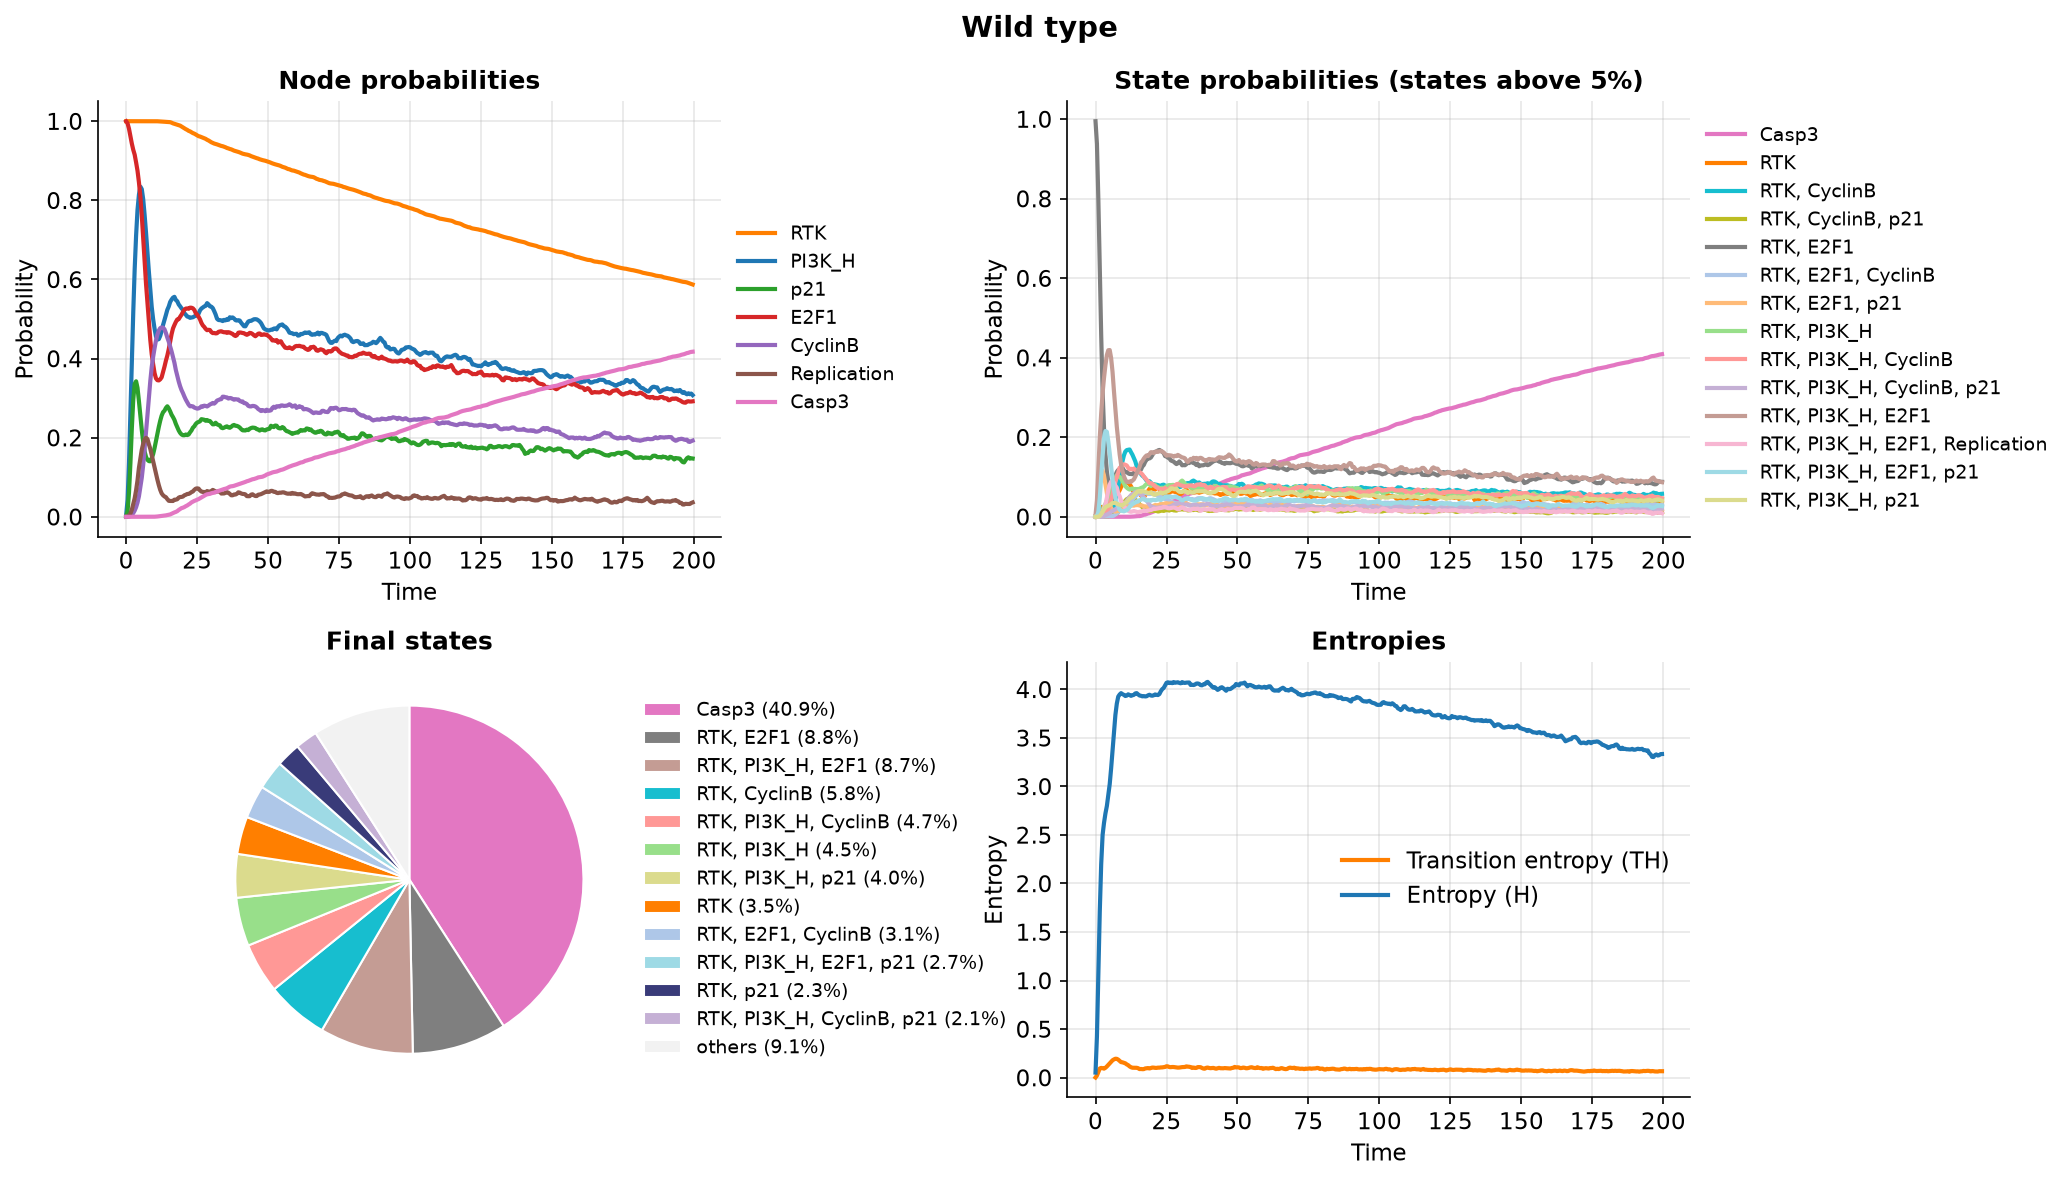 Wild type
Node probabilities
Probability
1.0
0.8
0.6
0.4
0.2
0.0
0 25 50 75 100 125 150 175 200
Time
RTK
PI3K_H
p21
E2F1
CyclinB
Replication
Casp3
State probabilities (states above 5%)
Probability
1.0
0.8
0.6
0.4
0.2
0.0
0 25 50 75 100 125 150 175 200
Time
Casp3
RTK
RTK, CyclinB
RTK, CyclinB, p21
RTK, E2F1
RTK, E2F1, CyclinB
RTK, E2F1, p21
RTK, PI3K_H
RTK, PI3K_H, CyclinB
RTK, PI3K_H, CyclinB, p21
RTK, PI3K_H, E2F1
RTK, PI3K_H, E2F1, Replication
RTK, PI3K_H, E2F1, p21
RTK, PI3K_H, p21
Final states
Casp3 (40.9%)
RTK, E2F1 (8.8%)
RTK, PI3K_H, E2F1 (8.7%)
RTK, CyclinB (5.8%)
RTK, PI3K_H, CyclinB (4.7%)
RTK, PI3K_H (4.5%)
RTK, PI3K_H, p21 (4.0%)
RTK (3.5%)
RTK, E2F1, CyclinB (3.1%)
RTK, PI3K_H, E2F1, p21 (2.7%)
RTK, p21 (2.3%)
RTK, PI3K_H, CyclinB, p21 (2.1%)
others (9.1%)
Entropies
Entropy
4.0
3.5
3.0
2.5
2.0
1.5
1.0
0.5
0.0
Transition entropy (TH)
Entropy (H)
0 25 50 75 100 125 150 175 200
Time